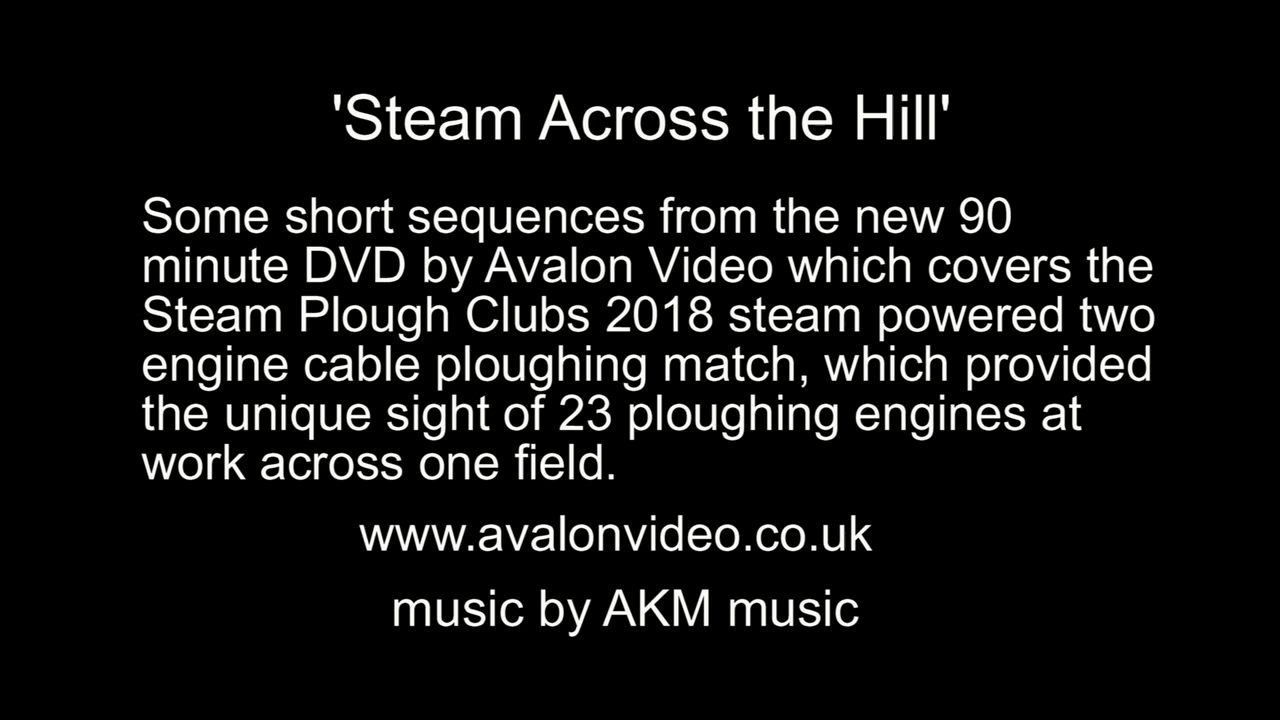 'Steam Across the Hill'
Some short sequences from the new 90
minute DVD by Avalon Video which covers the
Steam Plough Clubs 2018 steam powered two
engine cable ploughing match, which provided
the unique sight of 23 ploughing engines at
work across one field.
www.avalonvideo.co.uk
music by AKM music